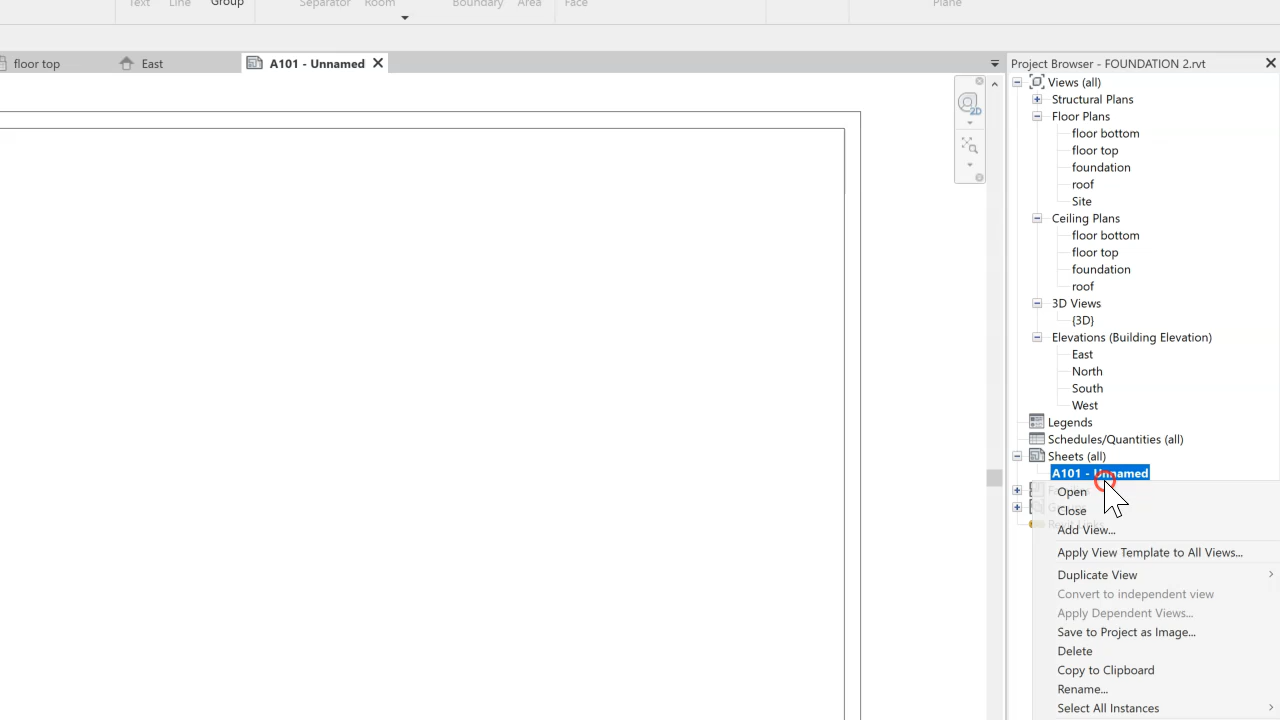 Text Line Group Separator Room Boundary Area Face Plane
floor top East A101 - Unnamed Project Browser - FOUNDATION 2.rvt
2D
Views (all)
Structural Plans
Floor Plans
floor bottom
floor top
foundation
roof
Site
Ceiling Plans
floor bottom
floor top
foundation
roof
3D Views
{3D}
Elevations (Building Elevation)
East
North
South
West
Legends
Schedules/Quantities (all)
Sheets (all)
A101 - Unnamed
Open
Close
Add View...
Apply View Template to All Views...
Duplicate View
Convert to independent view
Apply Dependent Views...
Save to Project as Image...
Delete
Copy to Clipboard
Rename...
Select All Instances